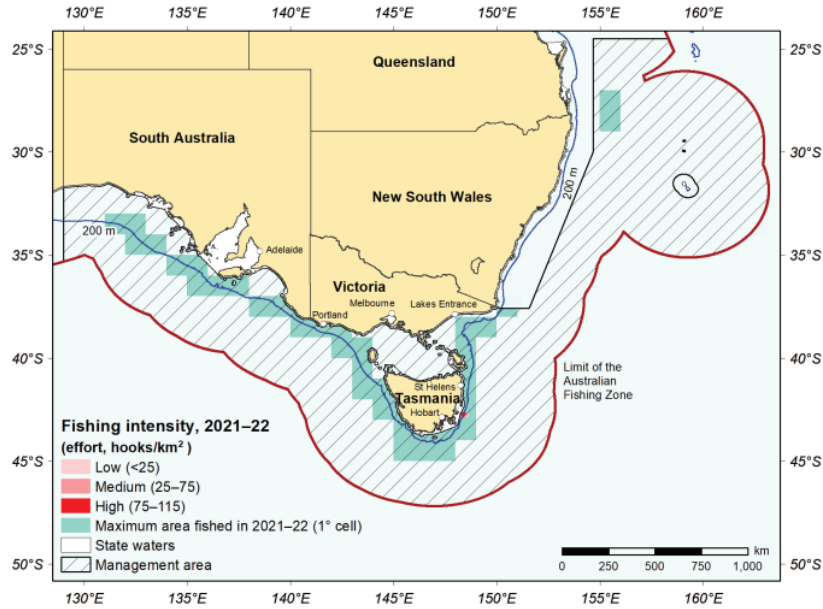 130°E 135°E 140°E 145°E 150°E 155°E 160°E
25°S 25°S
Queensland
South Australia
30°S 30°S
200 m
New South Wales
200 m
35°S Adelaide 35°S
Victoria
Melbourne Lakes Entrance
Portland
40°S 40°S
Limit of the
Australian
Fishing Zone
St Helens
Tasmania
Hobart
Fishing intensity, 2021–22
(effort, hooks/km²)
45°S 45°S
Low (<25)
Medium (25–75)
High (75–115)
Maximum area fished in 2021–22 (1° cell)
State waters
km
0 250 500 750 1,000
50°S Management area 50°S
130°E 135°E 140°E 145°E 150°E 155°E 160°E